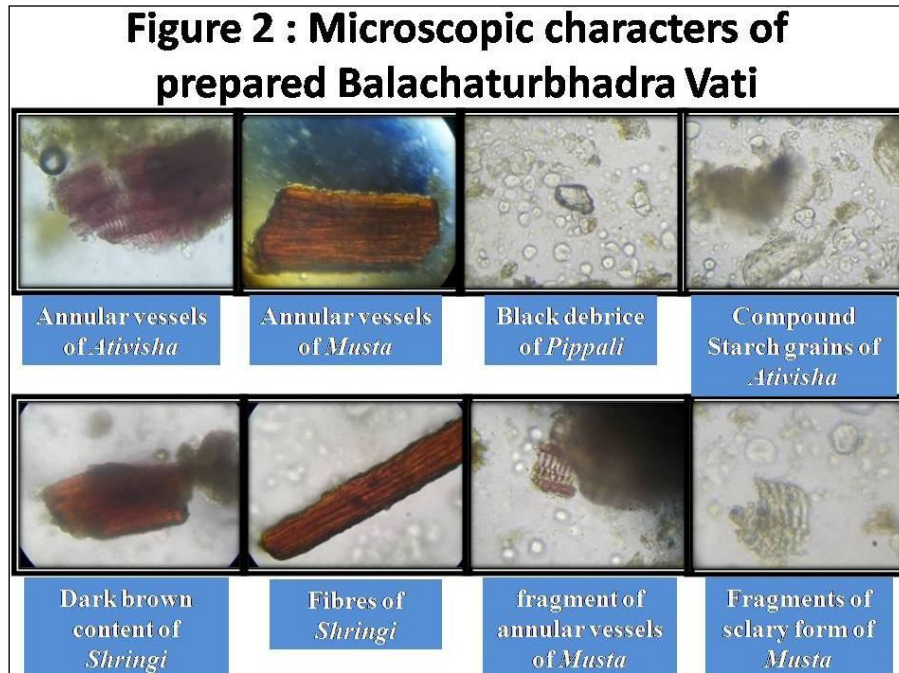 Figure 2 : Microscopic characters of
prepared Balachaturbhadra Vati
Annular vessels
of Ativisha
Annular vessels
of Musta
Black debrice
of Pippali
Compound
Starch grains of
Ativisha
Dark brown
content of
Shringi
Fibres of
Shringi
fragment of
annular vessels
of Musta
Fragments of
sclary form of
Musta